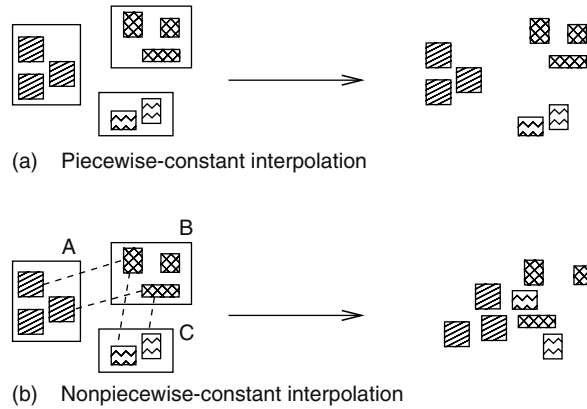 (a) Piecewise-constant interpolation
A
B
C
(b) Nonpiecewise-constant interpolation